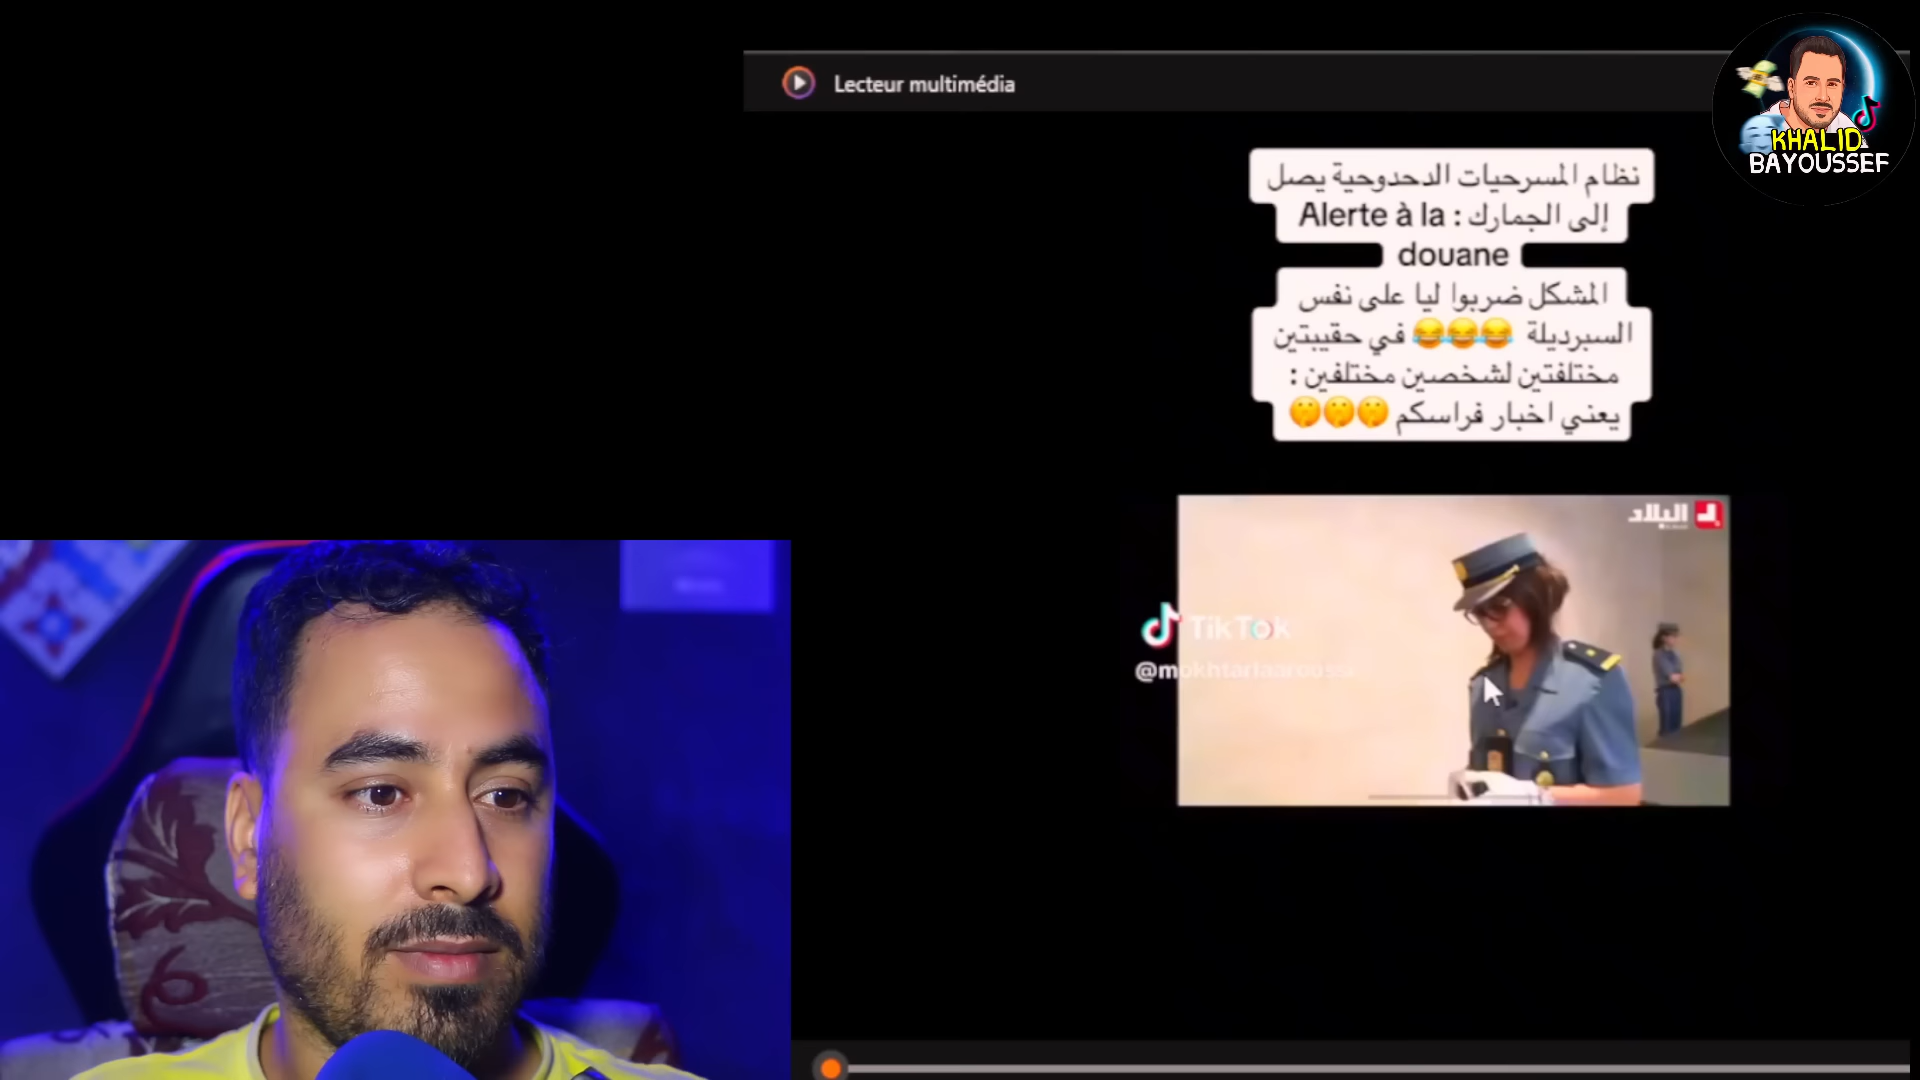 Lecteur multimédia
KHALID
BAYOUSSEF
نظام المسرحيات الدحدوحية يصل
إلى الجمارك : Alerte à la
douane
المشكل ضربوا ليا على نفس
السبرديلة 😂😂😂 في حقيبتين
مختلفتين لشخصين مختلفين :
يعني اخبار فراسكم 🤫🤫🤫
البلاد
TikTok